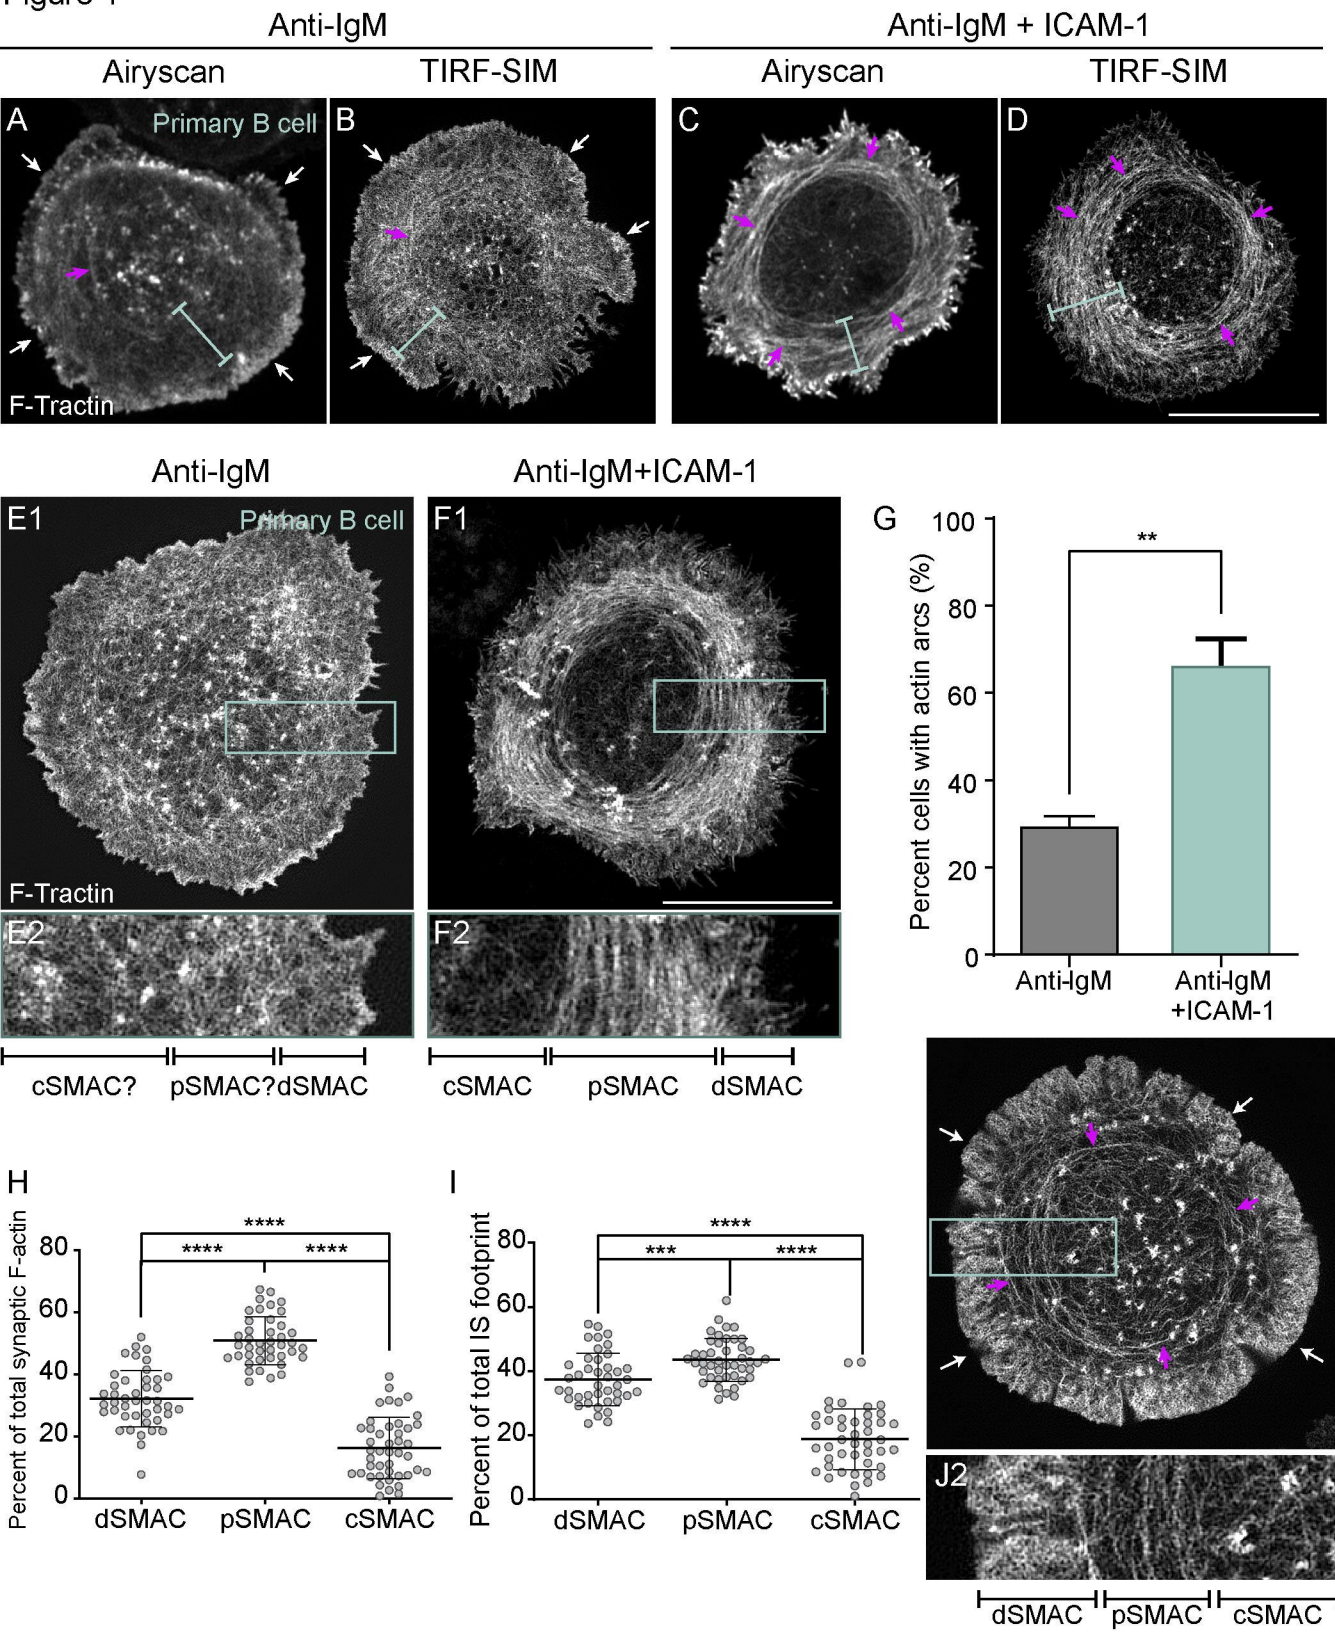 Anti-IgM
Anti-IgM + ICAM-1
Airyscan
TIRF-SIM
Airyscan
TIRF-SIM
A
Primary B cell
B
C
D
F-Tractin
Anti-IgM
Anti-IgM+ICAM-1
E1
Primary B cell
F1
G
Percent cells with actin arcs (%)
100
80
60
40
20
0
**
Anti-IgM
Anti-IgM
+ICAM-1
F-Tractin
E2
F2
cSMAC?
pSMAC?
dSMAC
cSMAC
pSMAC
dSMAC
H
Percent of total synaptic F-actin
80
60
40
20
0
****
****
****
dSMAC
pSMAC
cSMAC
I
Percent of total IS footprint
80
60
40
20
0
****
***
****
dSMAC
pSMAC
cSMAC
J2
dSMAC
pSMAC
cSMAC